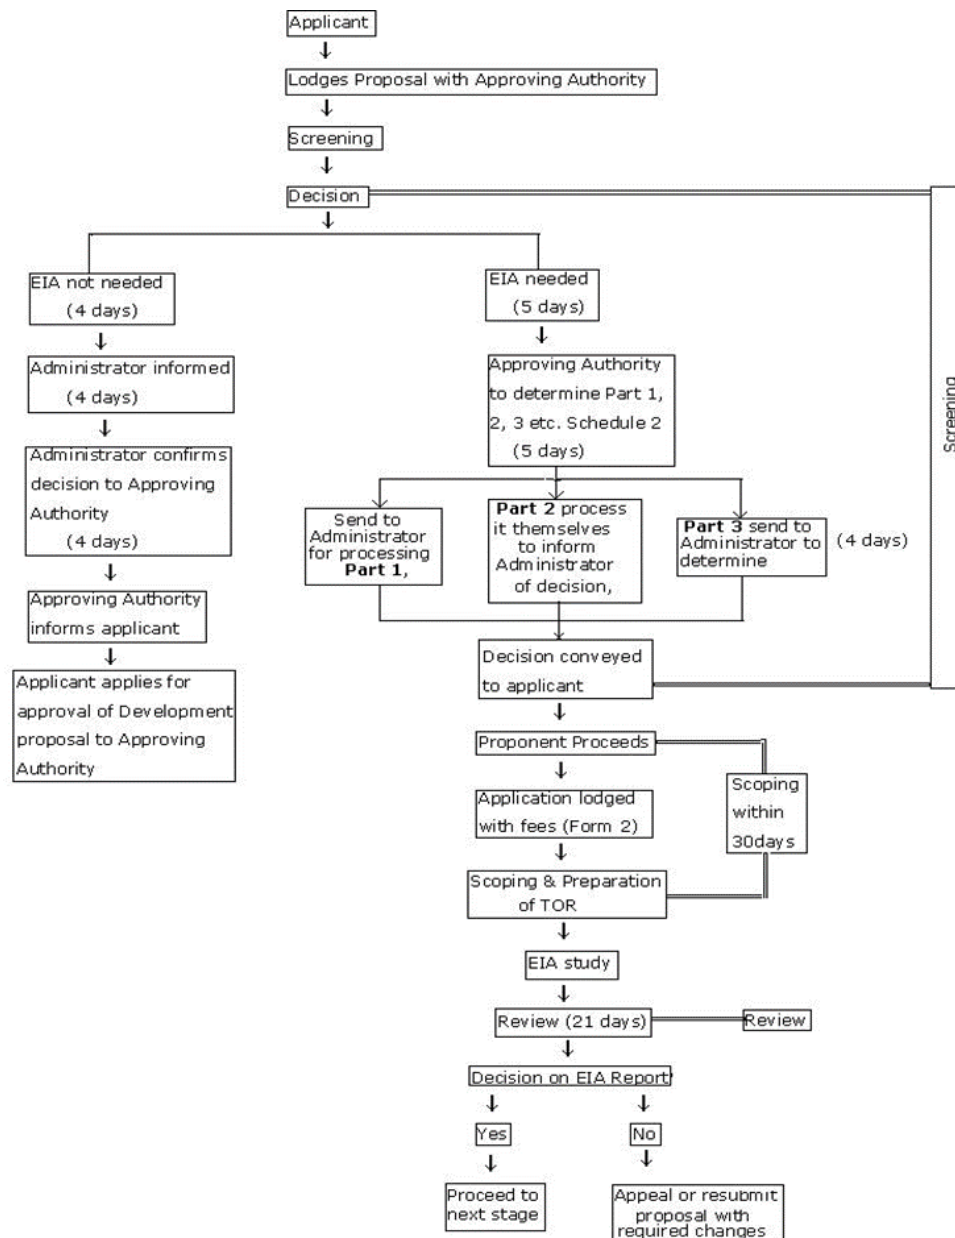 Applicant
Lodges Proposal with Approving Authority
Screening
Decision
EIA not needed
(4 days)
Administrator informed
(4 days)
Administrator confirms
decision to Approving
Authority
(4 days)
Approving Authority
informs applicant
Applicant applies for
approval of Development
proposal to Approving
Authority
EIA needed
(5 days)
Approving Authority
to determine Part 1,
2, 3 etc. Schedule 2
(5 days)
Send to
Administrator
for processing
Part 1,
Part 2 process
it themselves
to inform
Administrator
of decision,
Part 3 send to
Administrator to
determine
(4 days)
Decision conveyed
to applicant
Screening
Proponent Proceeds
Application lodged
with fees (Form 2)
Scoping & Preparation
of TOR
Scoping
within
30days
EIA study
Review (21 days)
Review
Decision on EIA Report
Yes
No
Proceed to
next stage
Appeal or resubmit
proposal with
required changes